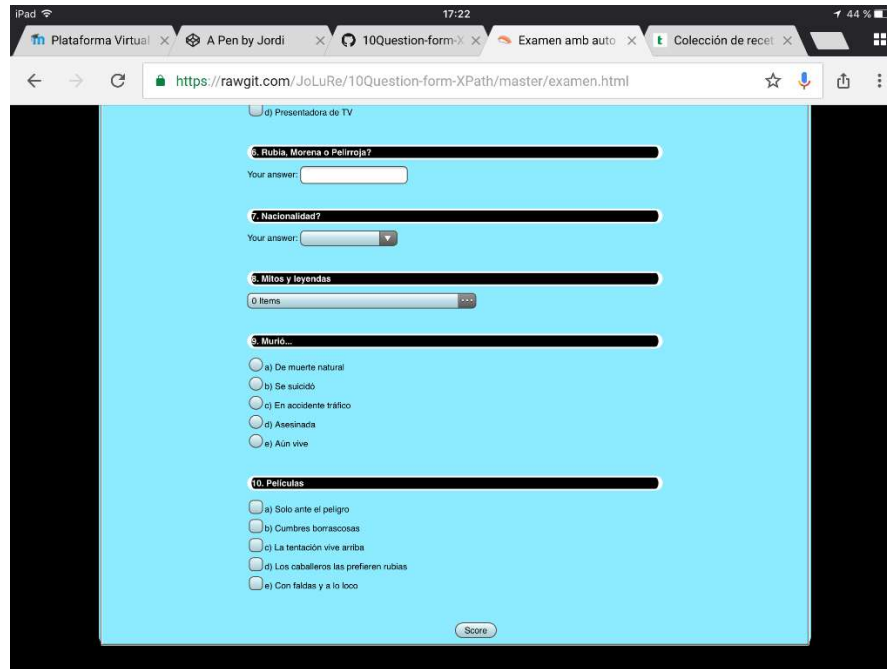 iPad 17:22 44 %
Plataforma Virtual A Pen by Jordi 10Question-form-X Examen amb auto Colección de recet
https://rawgit.com/JoLuRe/10Question-form-XPath/master/examen.html
d) Presentadora de TV
6. Rubia, Morena o Pelirroja?
Your answer:
7. Nacionalidad?
Your answer:
8. Mitos y leyendas
0 Items
9. Murió...
a) De muerte natural
b) Se suicidó
c) En accidente tráfico
d) Asesinada
e) Aún vive
10. Películas
a) Solo ante el peligro
b) Cumbres borrascosas
c) La tentación vive arriba
d) Los caballeros las prefieren rubias
e) Con faldas y a lo loco
Score